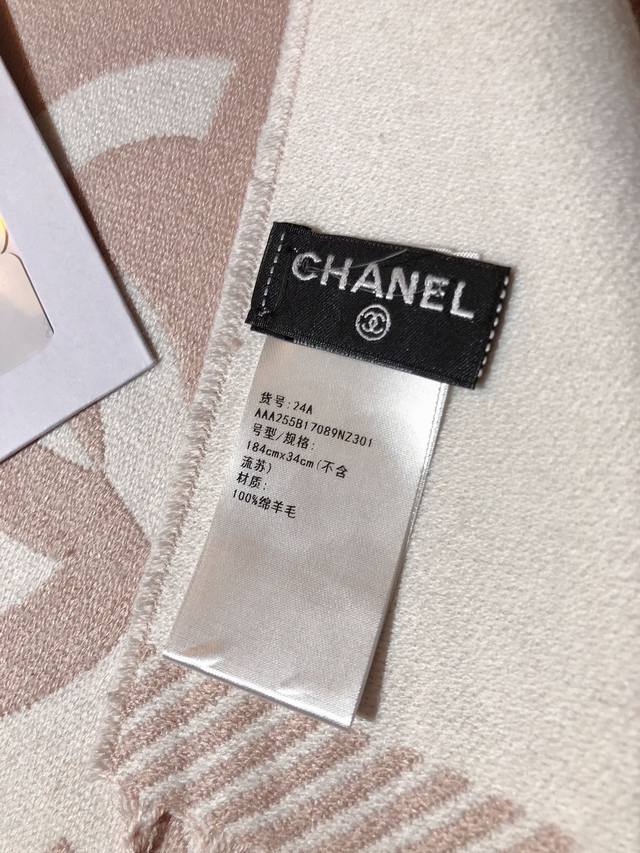 CHANEL
货号:24A
AAA255B17089NZ301
号型/规格:
184cmx34cm(不含
流苏)
材质:
100%绵羊毛